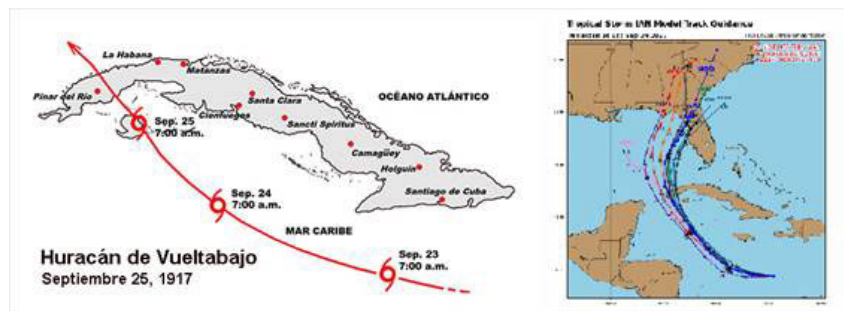 La Habana
Matanzas
Pinar del Río
Santa Clara
Cienfuegos
Sancti Spíritus
Camagüey
Holguín
Santiago de Cuba
OCÉANO ATLÁNTICO
Sep. 25
7:00 a.m.
Sep. 24
7:00 a.m.
MAR CARIBE
Sep. 23
7:00 a.m.
Huracán de Vueltabajo
Septiembre 25, 1917
Tropical Storm IAN Model Track Guidance